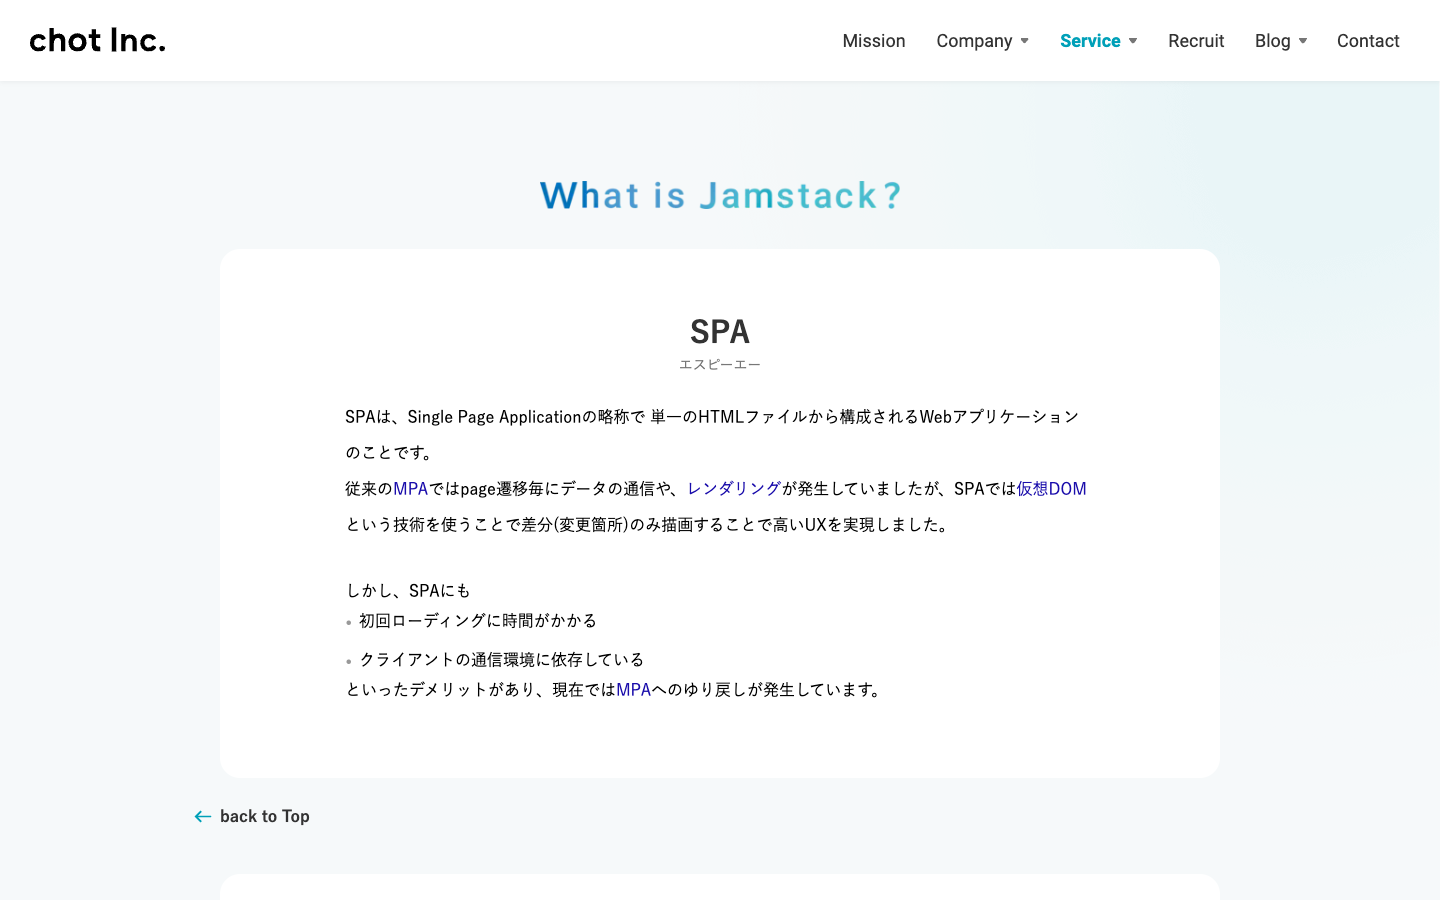 chot Inc.
Mission Company Service Recruit Blog Contact
What is Jamstack?
SPA
エスピーエー
SPAは、Single Page Applicationの略称で 単一のHTMLファイルから構成されるWebアプリケーション
のことです。
従来のMPAではpage遷移毎にデータの通信や、レンダリングが発生していましたが、SPAでは仮想DOM
という技術を使うことで差分(変更箇所)のみ描画することで高いUXを実現しました。
しかし、SPAにも
• 初回ローディングに時間がかかる
• クライアントの通信環境に依存している
といったデメリットがあり、現在ではMPAへのゆり戻しが発生しています。
← back to Top